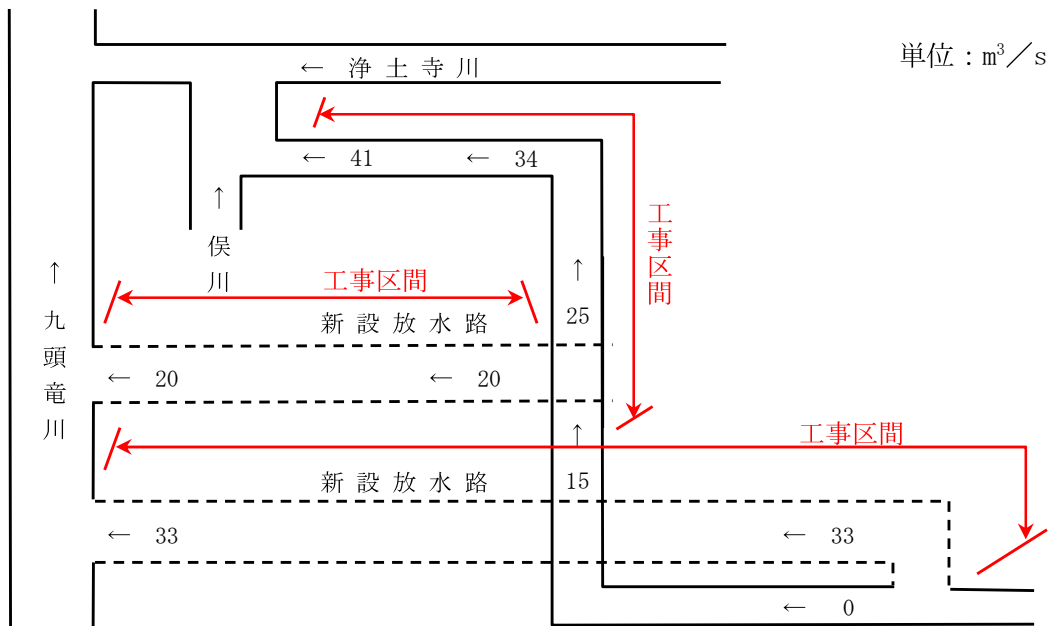 単位：m³／s
← 浄土寺川
← 41
← 34
工事区間
↑
俣川
工事区間
↑
25
新設放水路
↑
九頭竜川
← 20
← 20
工事区間
↑
15
新設放水路
← 33
← 33
← 0